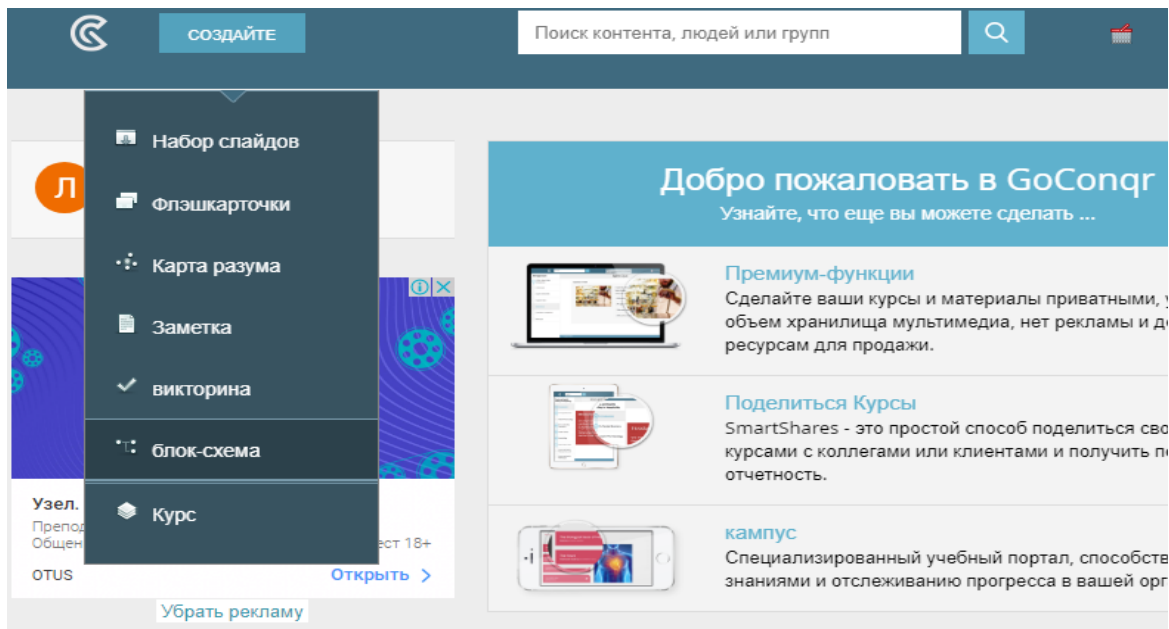 СОЗДАЙТЕ
Поиск контента, людей или групп
Набор слайдов
Флэшкарточки
Карта разума
Заметка
викторина
блок-схема
Курс
Л
Узел.
Общен
ест 18+
OTUS
Открыть >
Убрать рекламу
Добро пожаловать в GoConqr
Узнайте, что еще вы можете сделать ...
Премиум-функции
Сделайте ваши курсы и материалы приватными, у
объем хранилища мультимедиа, нет рекламы и до
ресурсам для продажи.
Поделиться Курсы
SmartShares - это простой способ поделиться сво
курсами с коллегами или клиентами и получить по
отчетность.
кампус
Специализированный учебный портал, способств
знаниями и отслеживанию прогресса в вашей орг